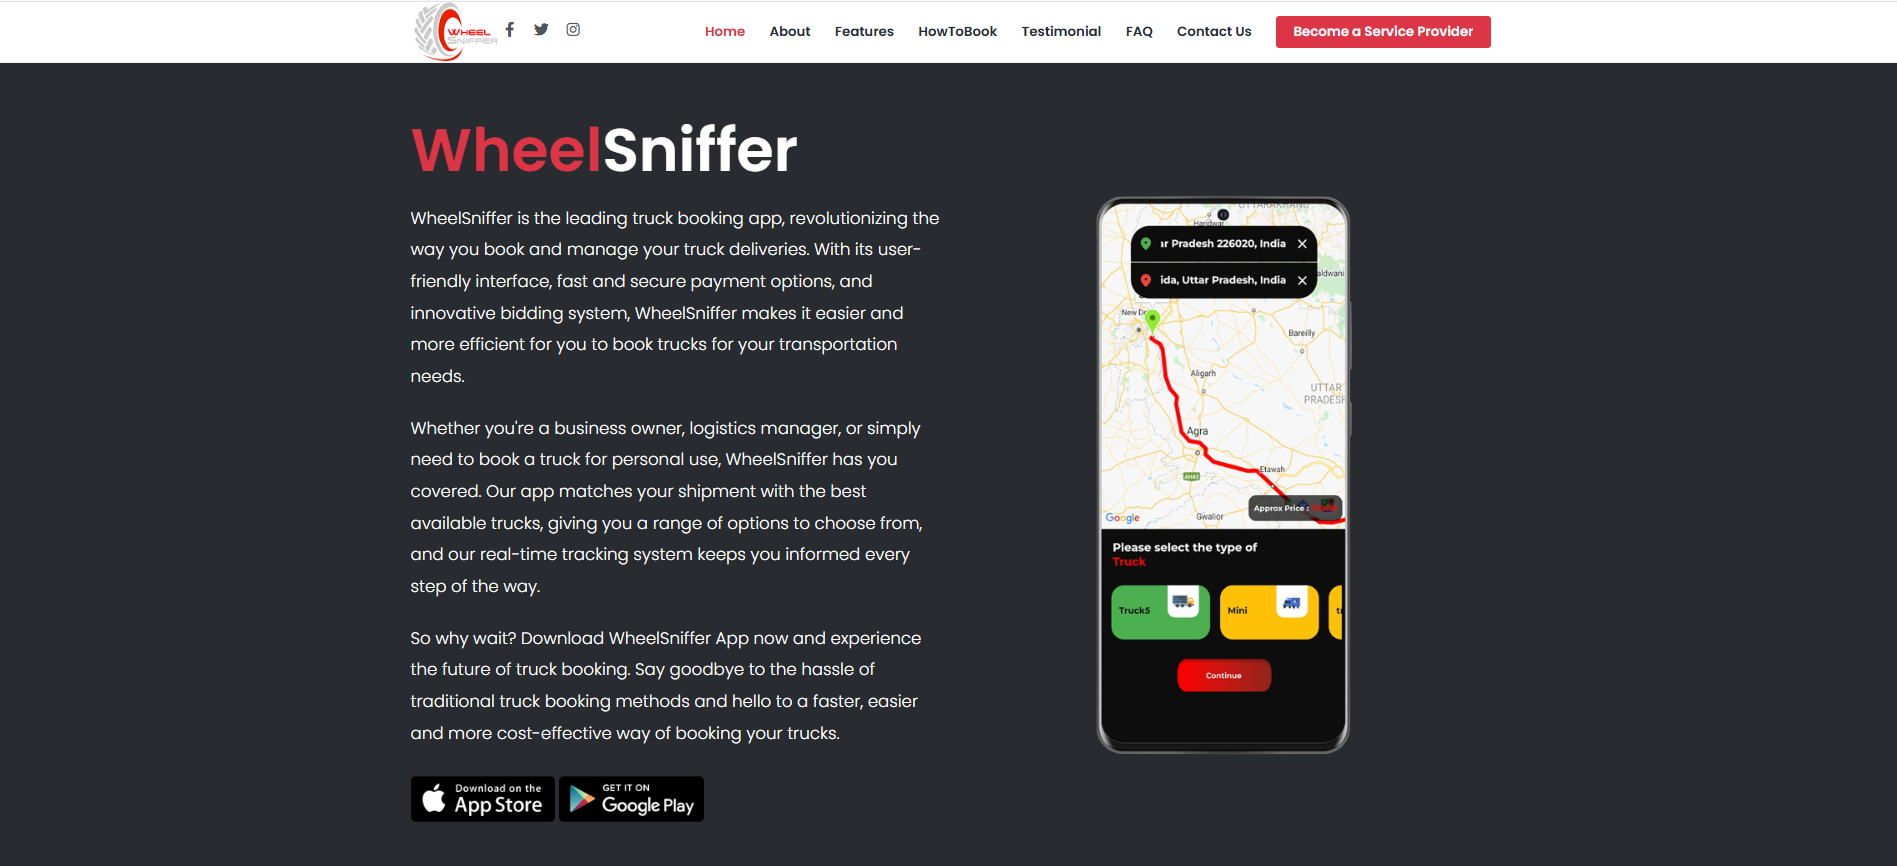 WHEEL
SNIFFER
Home About Features HowToBook Testimonial FAQ Contact Us Become a Service Provider
WheelSniffer
WheelSniffer is the leading truck booking app, revolutionizing the
way you book and manage your truck deliveries. With its user-
friendly interface, fast and secure payment options, and
innovative bidding system, WheelSniffer makes it easier and
more efficient for you to book trucks for your transportation
needs.
Whether you're a business owner, logistics manager, or simply
need to book a truck for personal use, WheelSniffer has you
covered. Our app matches your shipment with the best
available trucks, giving you a range of options to choose from,
and our real-time tracking system keeps you informed every
step of the way.
So why wait? Download WheelSniffer App now and experience
the future of truck booking. Say goodbye to the hassle of
traditional truck booking methods and hello to a faster, easier
and more cost-effective way of booking your trucks.
Download on the
App Store
GET IT ON
Google Play
UTTARAKHAND
Haridwar
ar Pradesh 226020, India
aldwani
ida, Uttar Pradesh, India
New De
Bareilly
Aligarh
UTTAR
PRADESH
Agra
Etawah
AH43
Google
Gwalior
Approx Price :
Please select the type of
Truck
Truck5
Mini
Continue